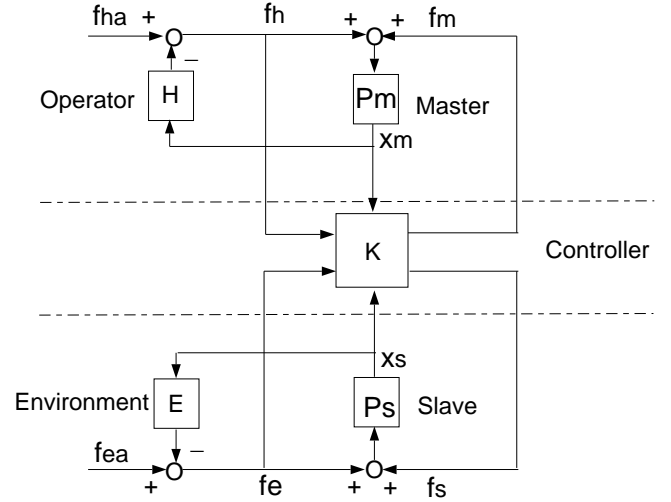 fha + fh + + fm
−
H Pm
Operator Master
xm
K Controller
xs
Environment E Ps Slave
fea − 
+ fe + + fs